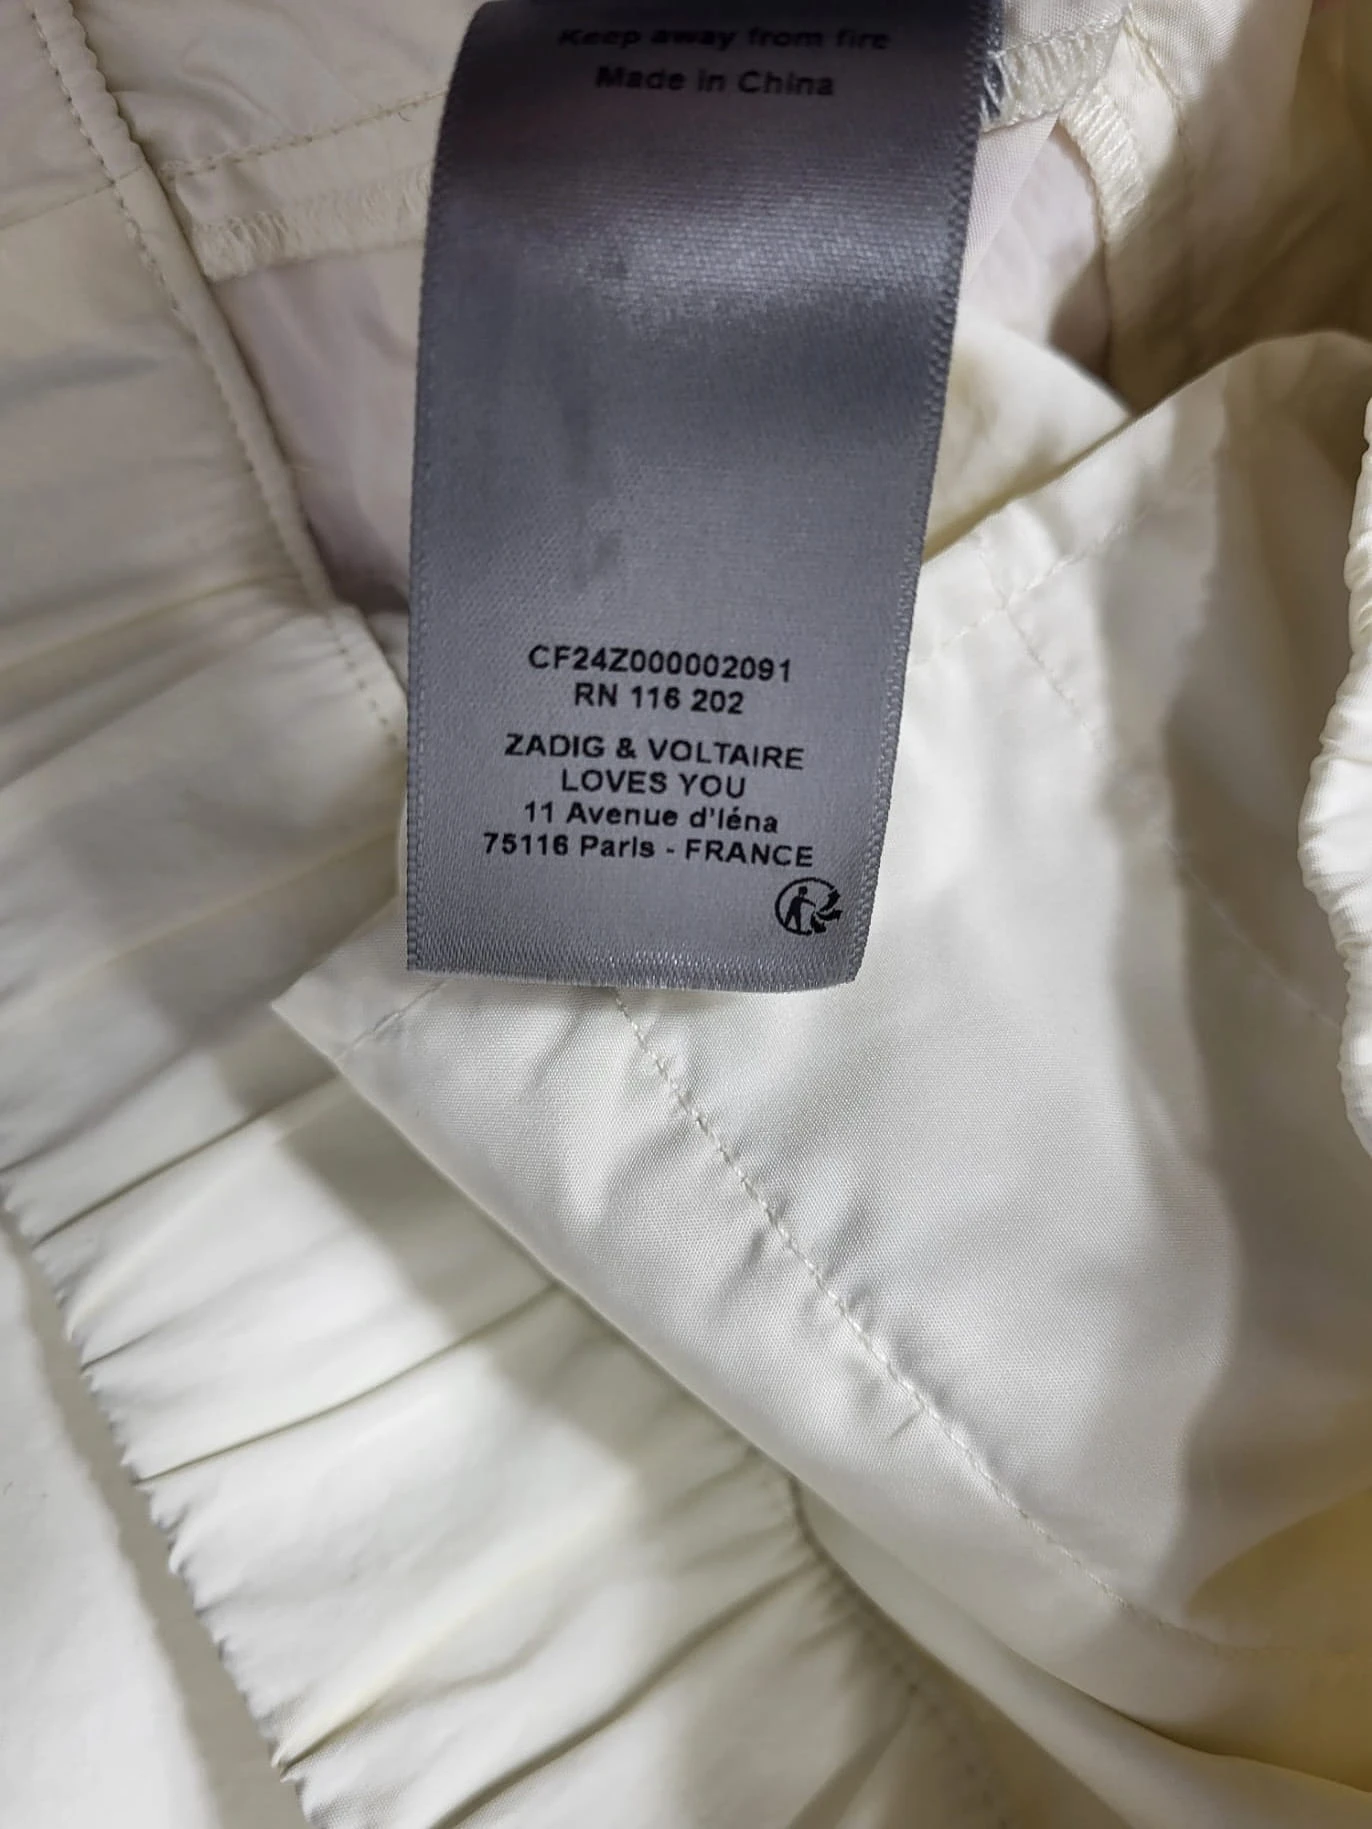 Keep away from fire
Made in China
CF24Z000002091
RN 116 202
ZADIG & VOLTAIRE
LOVES YOU
11 Avenue d'Iéna
75116 Paris - FRANCE